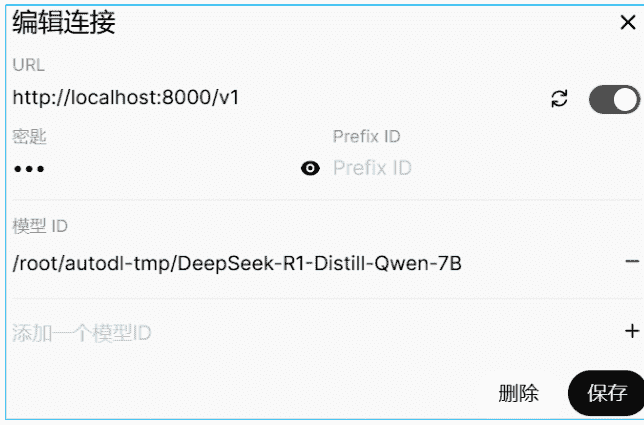 编辑连接
URL
http://localhost:8000/v1
密匙 Prefix ID
••• Prefix ID
模型 ID
/root/autodl-tmp/DeepSeek-R1-Distill-Qwen-7B
添加一个模型ID
删除 保存